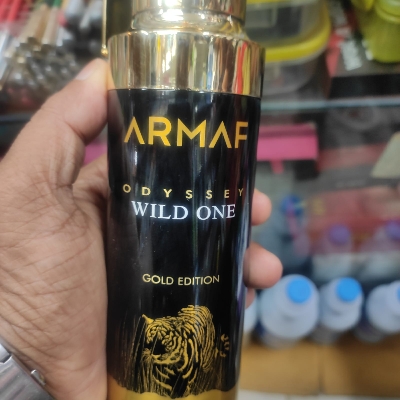 ARMAF
ODYSSEY
WILD ONE
GOLD EDITION